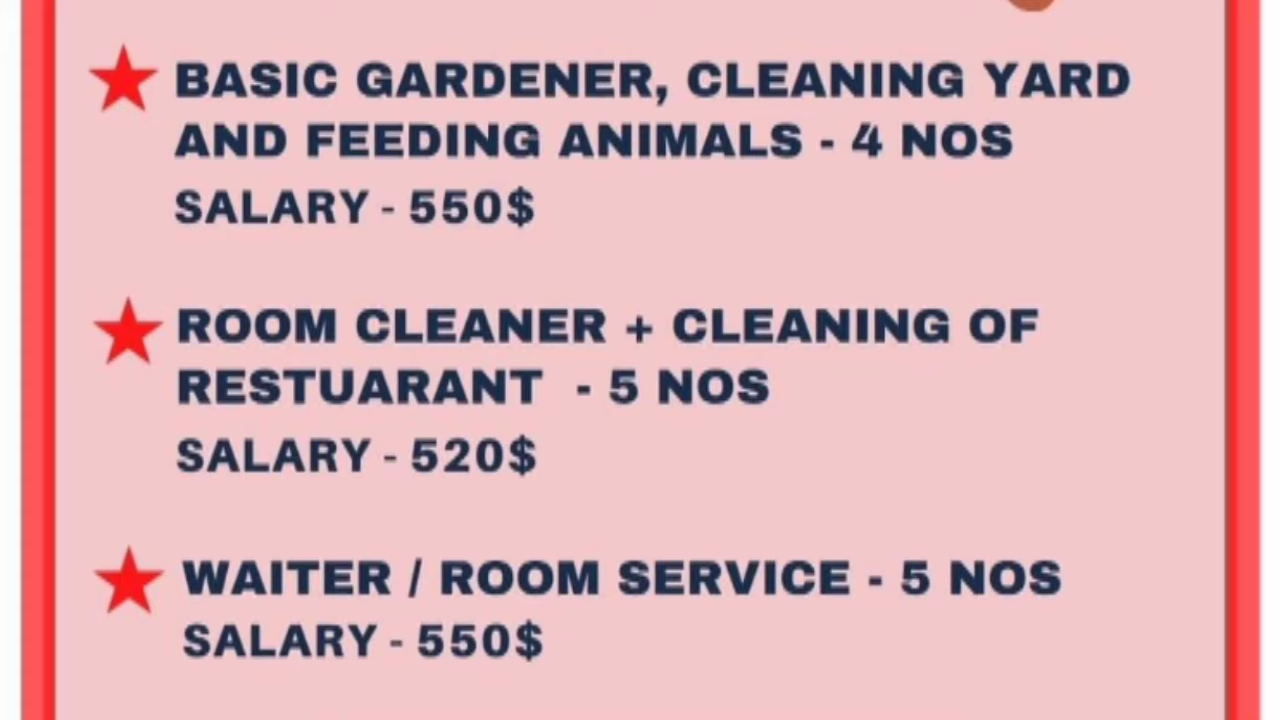 BASIC GARDENER, CLEANING YARD
AND FEEDING ANIMALS - 4 NOS
SALARY - 550$
ROOM CLEANER + CLEANING OF
RESTUARANT - 5 NOS
SALARY - 520$
WAITER / ROOM SERVICE - 5 NOS
SALARY - 550$